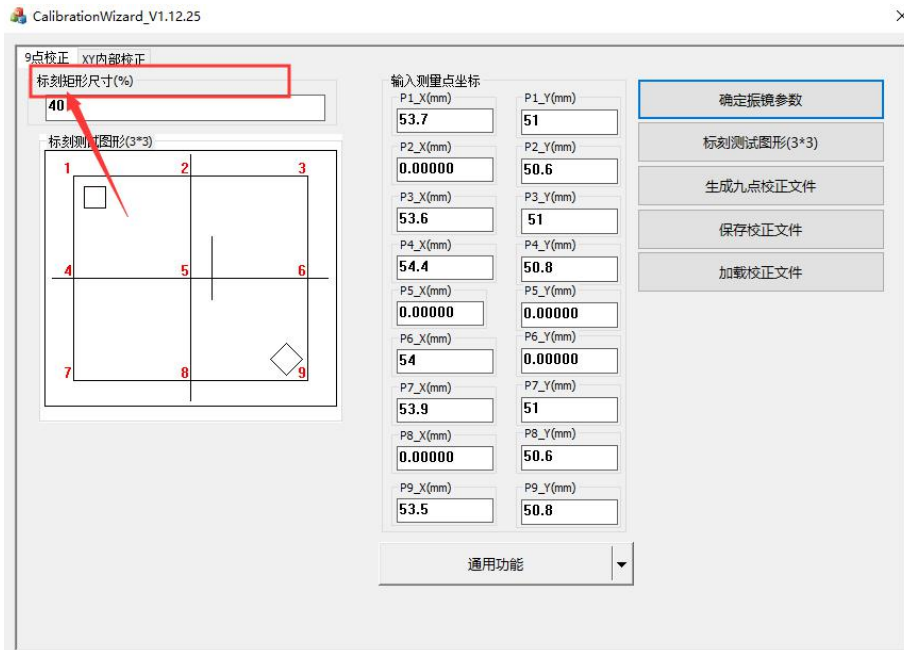 CalibrationWizard_V1.12.25
9点校正 XY内部校正
标刻矩形尺寸(%)
40
标刻测试图形(3*3)
1 2 3
4 5 6
7 8 9
输入测量点坐标
P1_X(mm) P1_Y(mm)
53.7 51
P2_X(mm) P2_Y(mm)
0.00000 50.6
P3_X(mm) P3_Y(mm)
53.6 51
P4_X(mm) P4_Y(mm)
54.4 50.8
P5_X(mm) P5_Y(mm)
0.00000 0.00000
P6_X(mm) P6_Y(mm)
54 0.00000
P7_X(mm) P7_Y(mm)
53.9 51
P8_X(mm) P8_Y(mm)
0.00000 50.6
P9_X(mm) P9_Y(mm)
53.5 50.8
通用功能
确定振镜参数
标刻测试图形(3*3)
生成九点校正文件
保存校正文件
加载校正文件